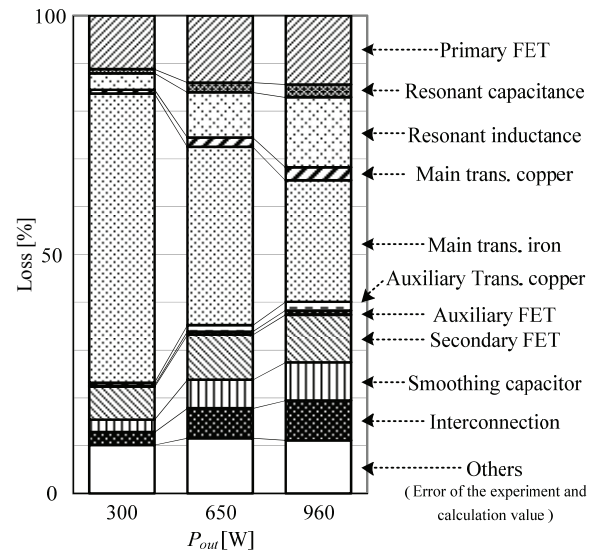 100
50
0
Loss [%]
300
650
960
Pout [W]
Primary FET
Resonant capacitance
Resonant inductance
Main trans. copper
Main trans. iron
Auxiliary Trans. copper
Auxiliary FET
Secondary FET
Smoothing capacitor
Interconnection
Others
( Error of the experiment and
calculation value )